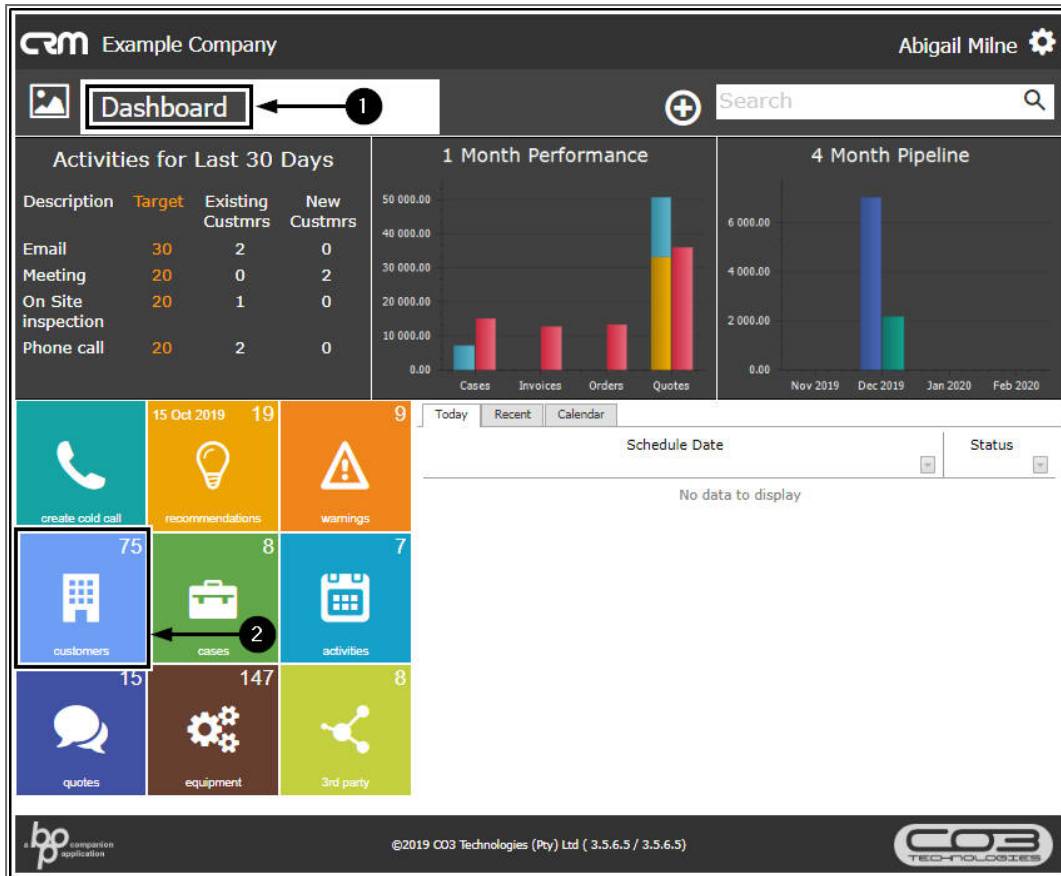 CRM Example Company
Abigail Milne
Dashboard
1
Search
Activities for Last 30 Days
Description Target Existing Custmrs New Custmrs
Email 30 2 0
Meeting 20 0 2
On Site inspection 20 1 0
Phone call 20 2 0
1 Month Performance
50 000.00
40 000.00
30 000.00
20 000.00
10 000.00
0.00
Cases Invoices Orders Quotes
4 Month Pipeline
6 000.00
4 000.00
2 000.00
0.00
Nov 2019 Dec 2019 Jan 2020 Feb 2020
create cold call
15 Oct 2019 19
recommendations
9
warnings
75
customers
2
8
cases
7
activities
15
quotes
147
equipment
8
3rd party
Today Recent Calendar
Schedule Date Status
No data to display
a bpo companion application
©2019 CO3 Technologies (Pty) Ltd ( 3.5.6.5 / 3.5.6.5)
CO3 TECHNOLOGIES